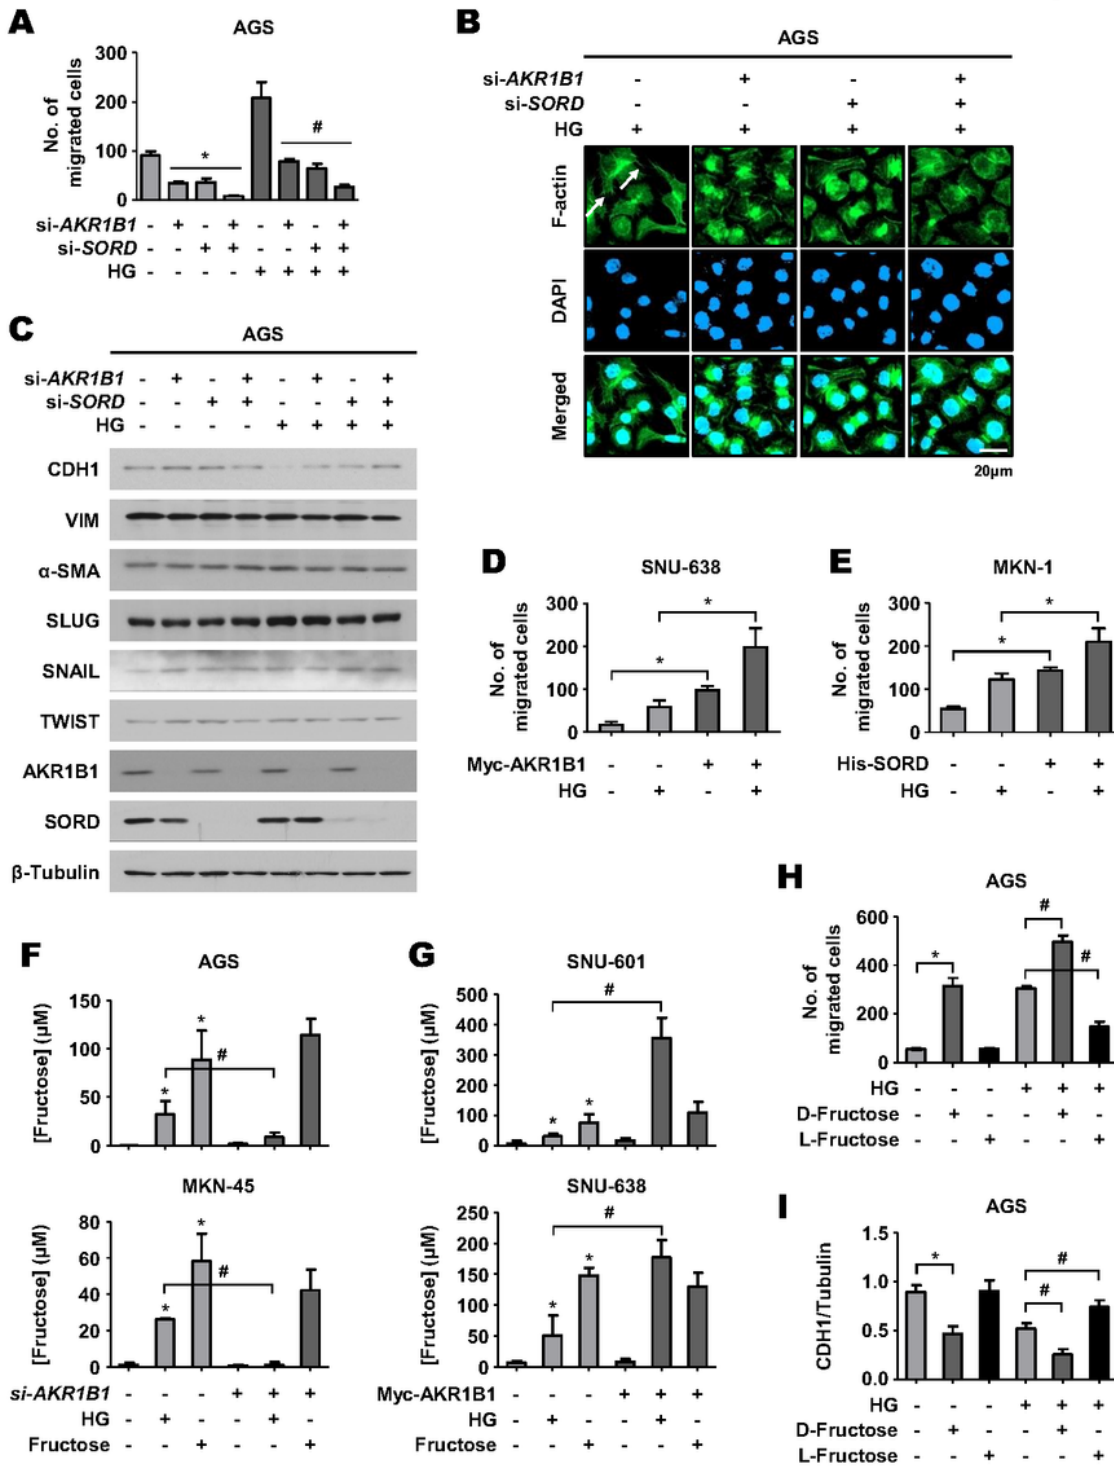 A
AGS
No. of
migrated cells
300
200
100
0
*
#
si-AKR1B1 - + - + - + - +
si-SORD - - + + - - + +
HG - - - - + + + +
B
AGS
si-AKR1B1 - + - +
si-SORD - - + +
HG + + + +
F-actin
DAPI
Merged
20μm
C
AGS
si-AKR1B1 - + - + - + - +
si-SORD - - + + - - + +
HG - - - - + + + +
CDH1
VIM
α-SMA
SLUG
SNAIL
TWIST
AKR1B1
SORD
β-Tubulin
D
SNU-638
No. of
migrated cells
300
200
100
0
*
*
Myc-AKR1B1 - - + +
HG - + - +
E
MKN-1
No. of
migrated cells
300
200
100
0
*
*
His-SORD - - + +
HG - + - +
F
AGS
[Fructose] (μM)
150
100
50
0
* * #
MKN-45
[Fructose] (μM)
80
60
40
20
0
* * #
si-AKR1B1 - - - + + +
HG - + - - + -
Fructose - - + - - +
G
SNU-601
[Fructose] (μM)
500
400
300
200
100
0
* * #
SNU-638
[Fructose] (μM)
250
200
150
100
50
0
* * #
Myc-AKR1B1 - - - + + +
HG - + - - + -
Fructose - - + - - +
H
AGS
No. of
migrated cells
600
400
200
0
* # #
HG - - - + + +
D-Fructose - + - - + -
L-Fructose - - + - - +
I
AGS
CDH1/Tubulin
1.5
1.0
0.5
0.0
* # #
HG - - - + + +
D-Fructose - + - - + -
L-Fructose - - + - - +